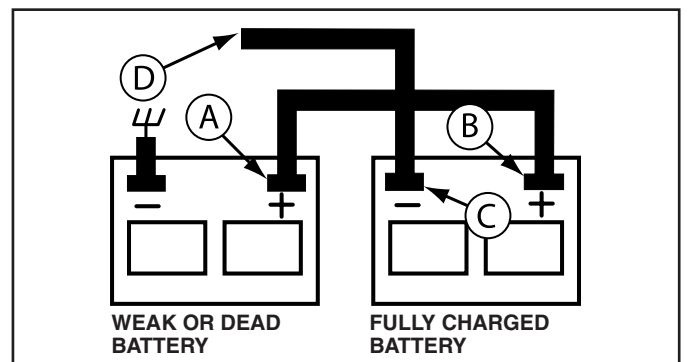 D
A
B
C
− + − +
WEAK OR DEAD
BATTERY
FULLY CHARGED
BATTERY